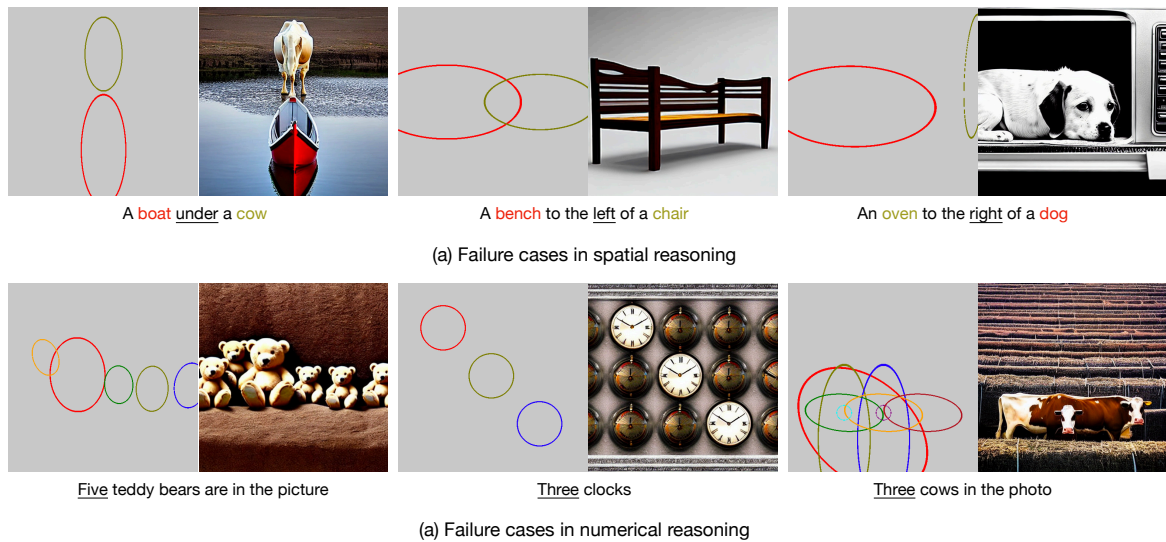 A boat under a cow
A bench to the left of a chair
An oven to the right of a dog
(a) Failure cases in spatial reasoning
Five teddy bears are in the picture
Three clocks
Three cows in the photo
(a) Failure cases in numerical reasoning